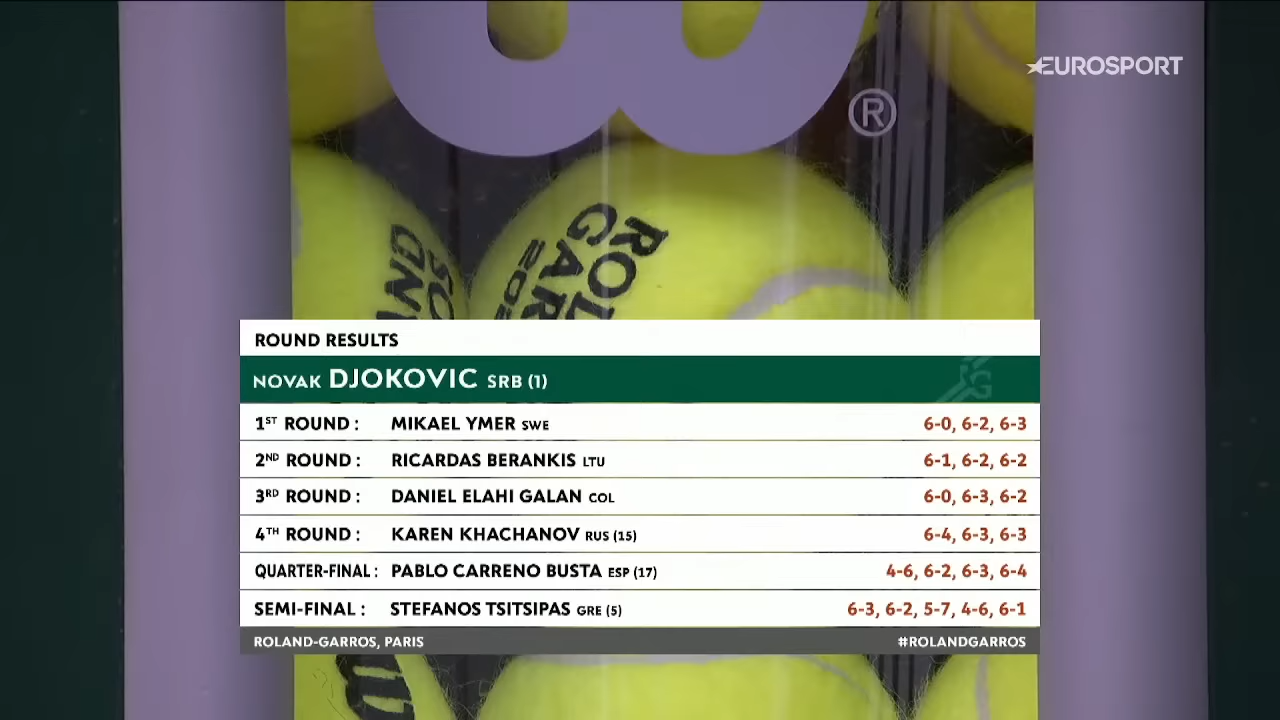 EUROSPORT
®
ROLL
GAR
ROUND RESULTS
NOVAK DJOKOVIC SRB (1)
1ST ROUND : MIKAEL YMER SWE 6-0, 6-2, 6-3
2ND ROUND : RICARDAS BERANKIS LTU 6-1, 6-2, 6-2
3RD ROUND : DANIEL ELAHI GALAN COL 6-0, 6-3, 6-2
4TH ROUND : KAREN KHACHANOV RUS (15) 6-4, 6-3, 6-3
QUARTER-FINAL : PABLO CARRENO BUSTA ESP (17) 4-6, 6-2, 6-3, 6-4
SEMI-FINAL : STEFANOS TSITSIPAS GRE (5) 6-3, 6-2, 5-7, 4-6, 6-1
ROLAND-GARROS, PARIS #ROLANDGARROS